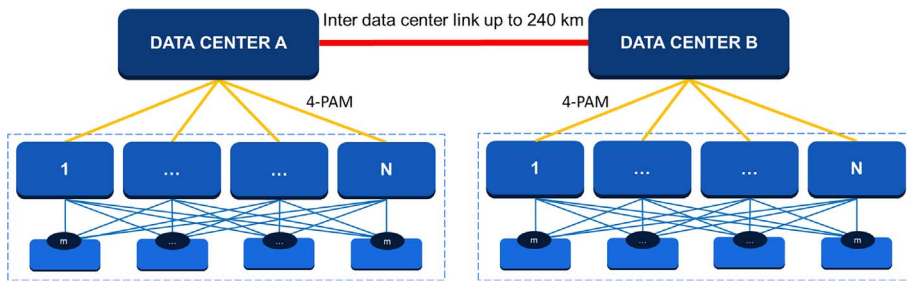 Inter data center link up to 240 km
DATA CENTER A
DATA CENTER B
4-PAM
4-PAM
1
...
...
N
1
...
...
N
m
...
...
m
m
...
...
m